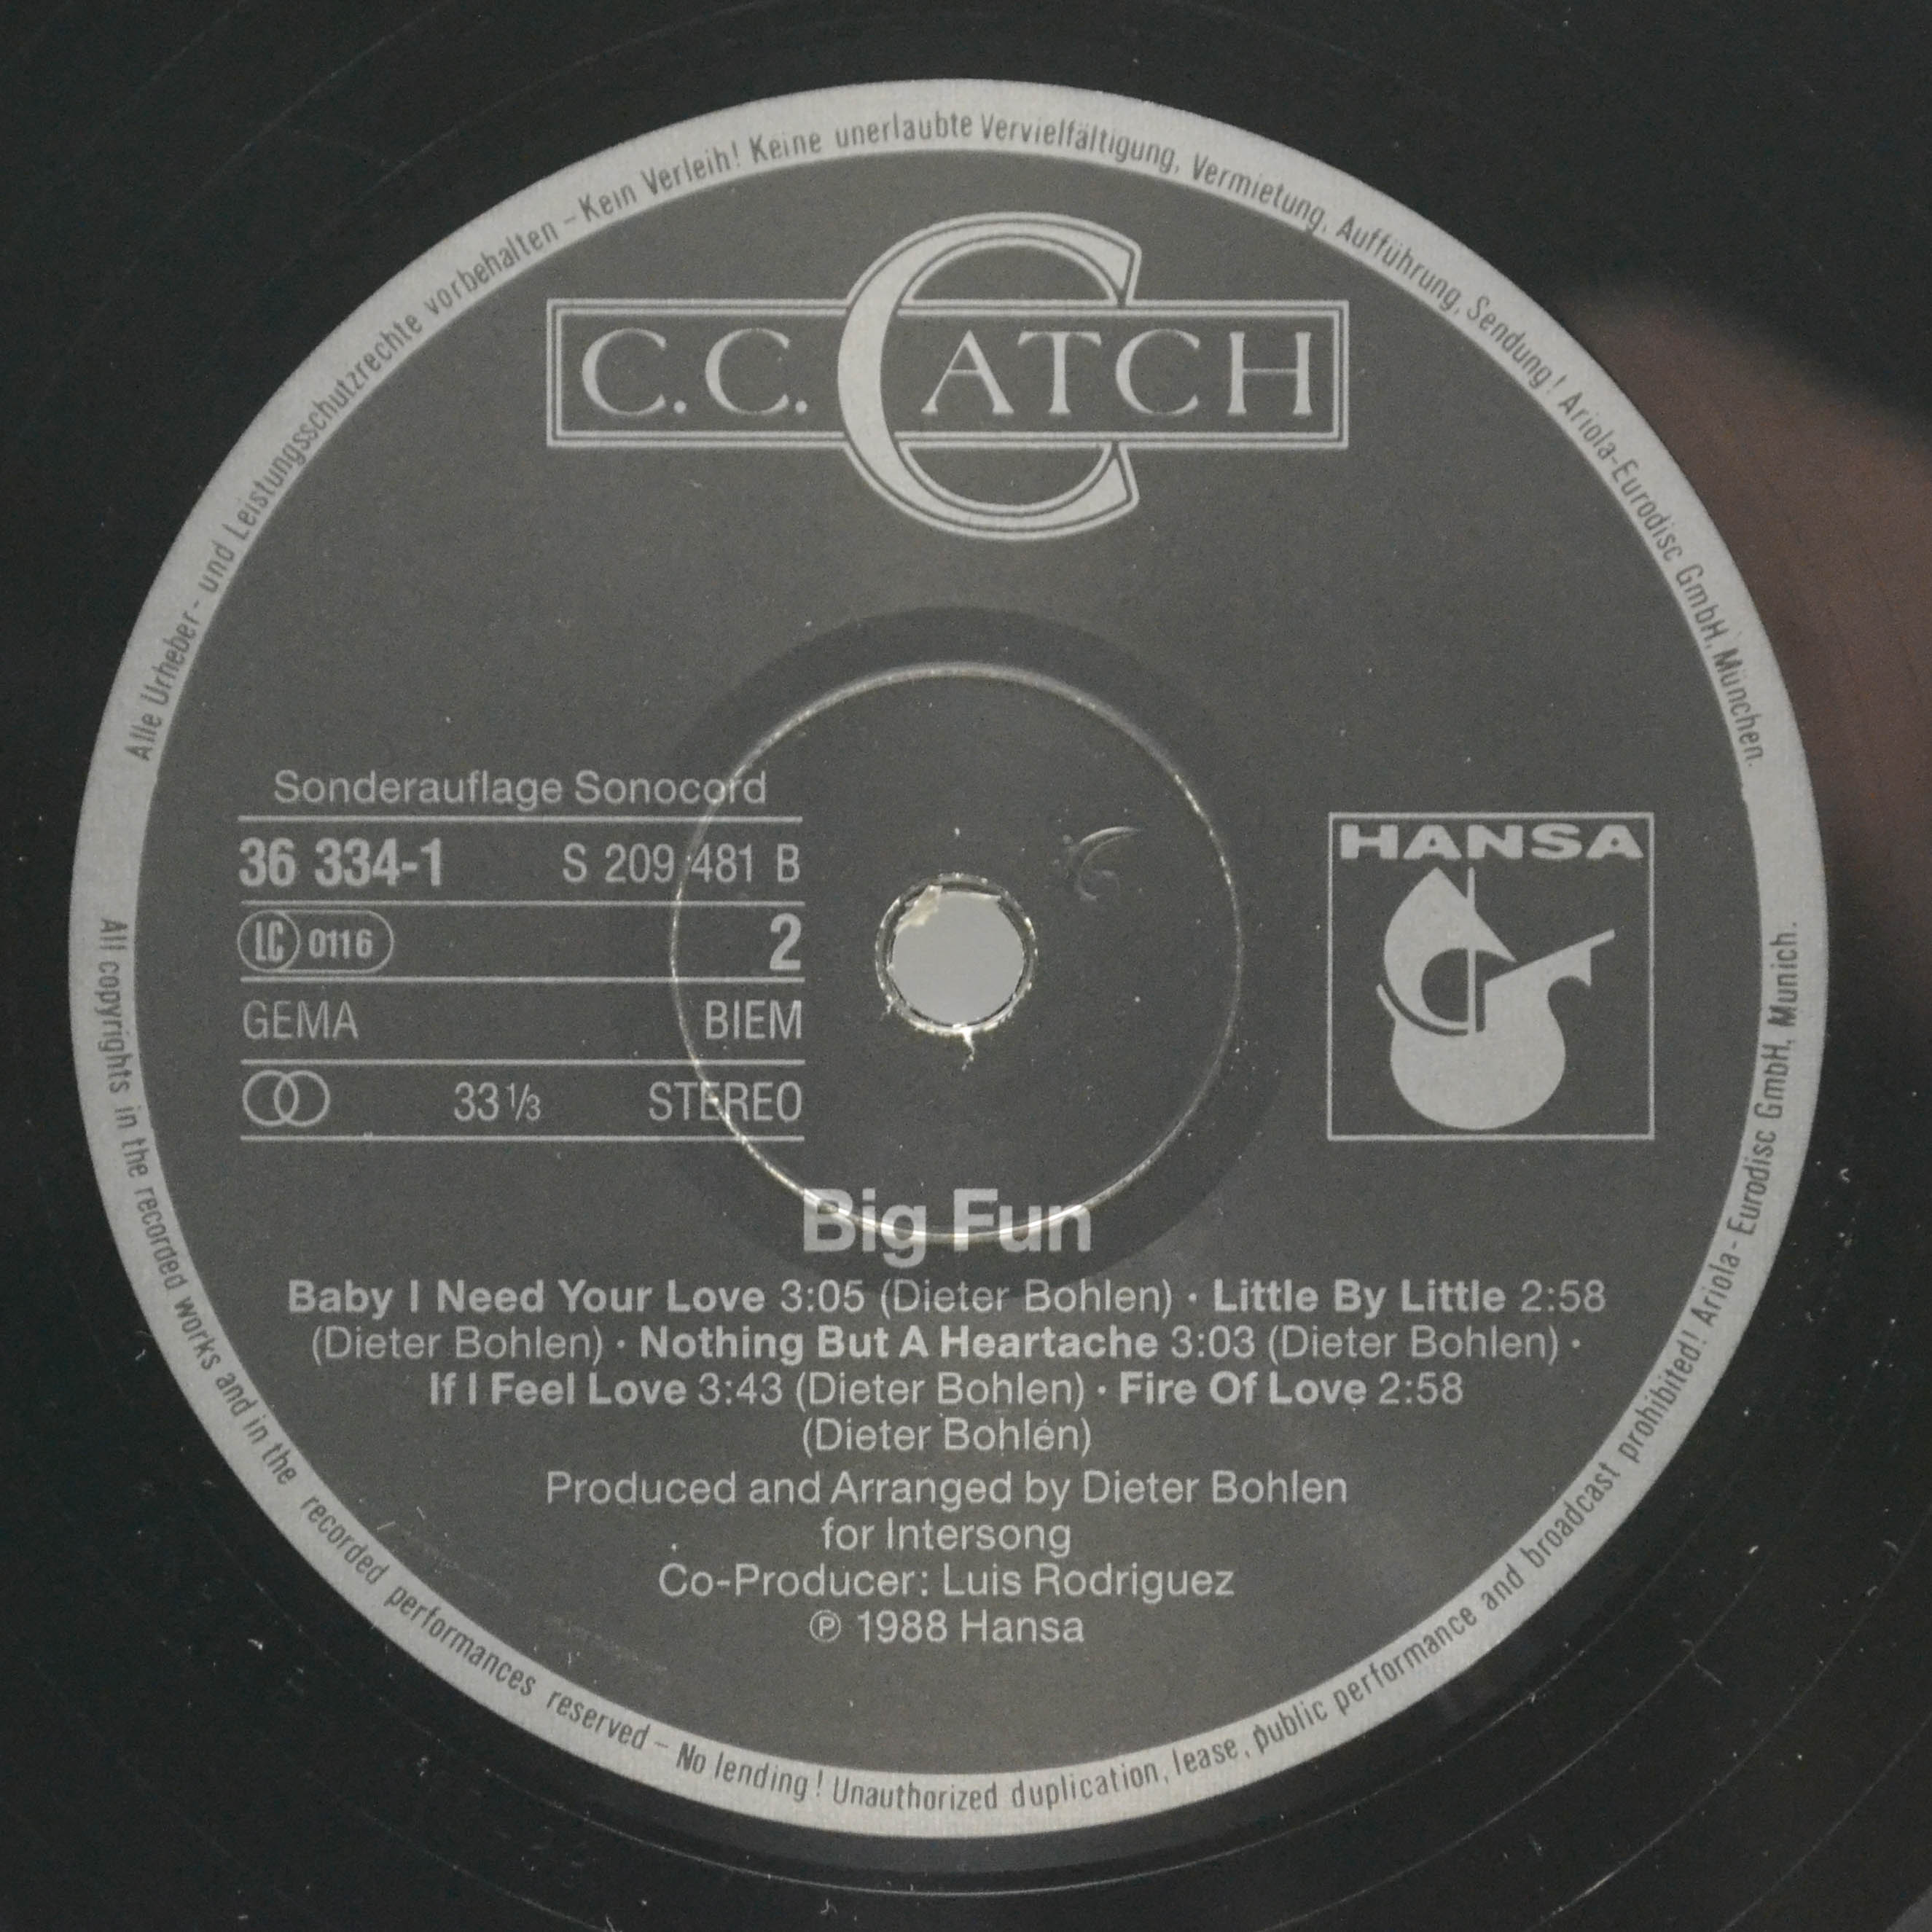 Alle Urheber- und Leistungsschutzrechte vorbehalten – Kein Verleih! Keine unerlaubte Vervielfältigung, Vermietung, Aufführung, Sendung! Ariola-Eurodisc GmbH, München.
C.C. CATCH
Sonderauflage Sonocord
36 334-1 S 209 481 B
LC 0116 2
GEMA BIEM
33 1/3 STEREO
HANSA
Big Fun
Baby I Need Your Love 3:05 (Dieter Bohlen) · Little By Little 2:58
(Dieter Bohlen) · Nothing But A Heartache 3:03 (Dieter Bohlen) ·
If I Feel Love 3:43 (Dieter Bohlen) · Fire Of Love 2:58
(Dieter Bohlen)
Produced and Arranged by Dieter Bohlen
for Intersong
Co-Producer: Luis Rodriguez
℗ 1988 Hansa
All copyrights in the recorded works and in the recorded performances reserved – No lending! Unauthorized duplication, lease, public performance and broadcast prohibited! Ariola-Eurodisc GmbH, Munich.